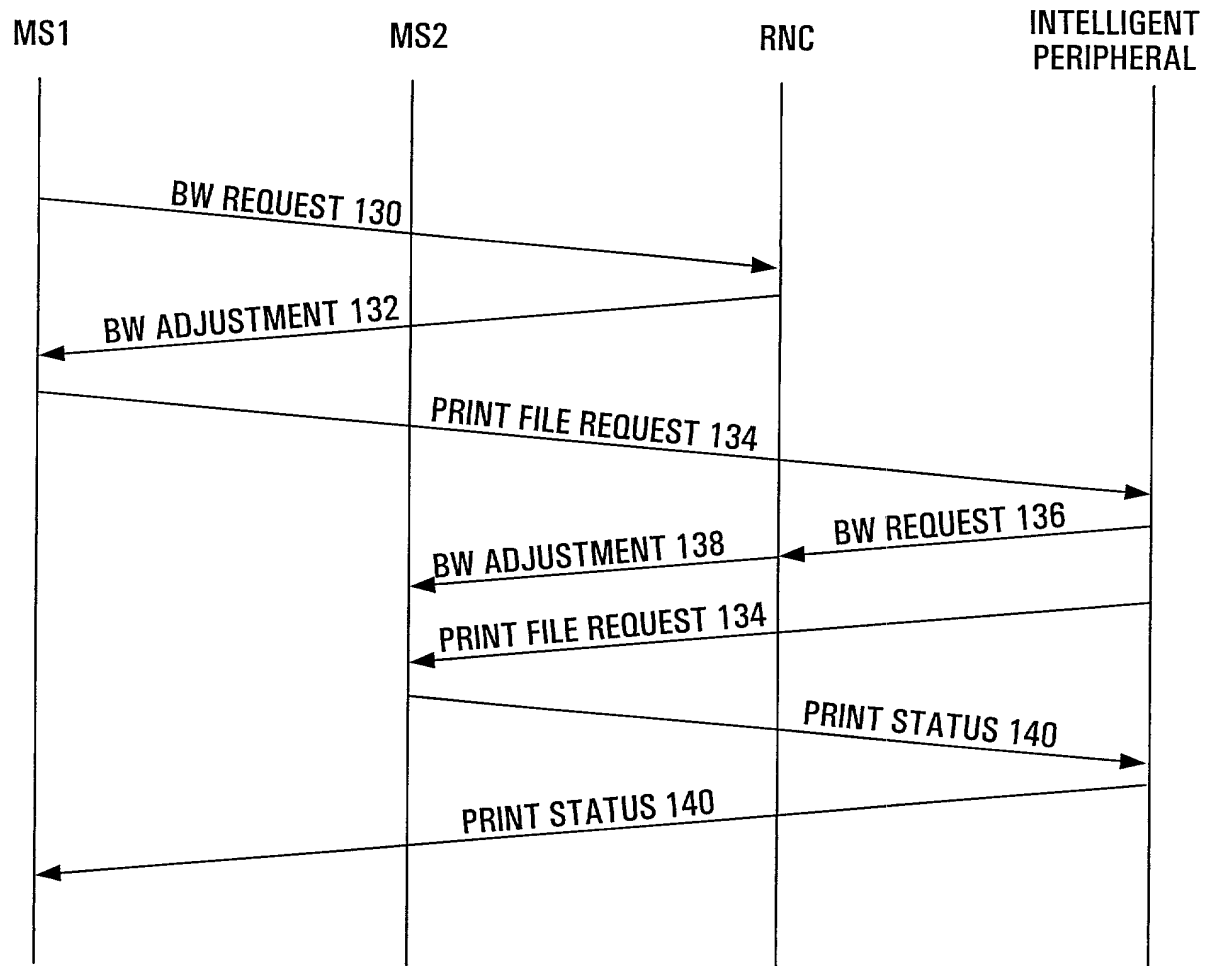 MS1
MS2
RNC
INTELLIGENT
PERIPHERAL
BW REQUEST 130
BW ADJUSTMENT 132
PRINT FILE REQUEST 134
BW REQUEST 136
BW ADJUSTMENT 138
PRINT FILE REQUEST 134
PRINT STATUS 140
PRINT STATUS 140